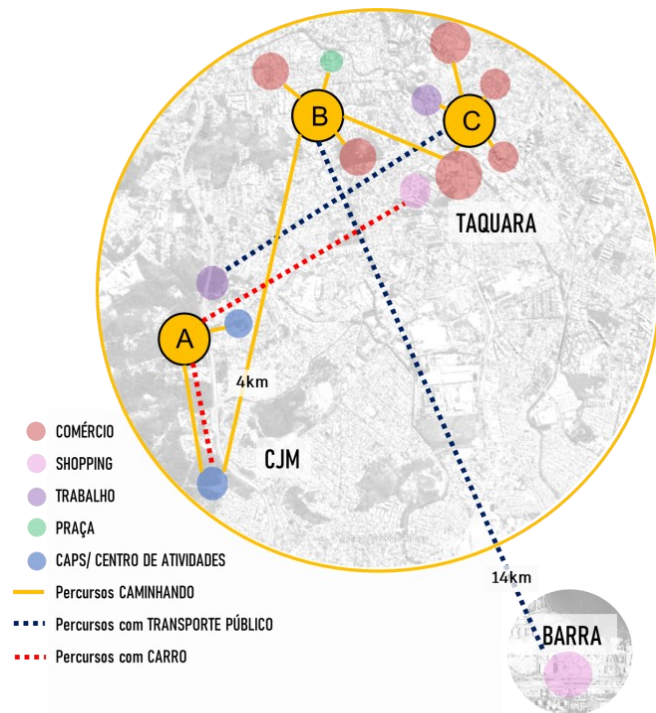 B
C
TAQUARA
A
4km
CJM
COMÉRCIO
SHOPPING
TRABALHO
PRAÇA
CAPS/ CENTRO DE ATIVIDADES
Percursos CAMINHANDO
Percursos com TRANSPORTE PÚBLICO
Percursos com CARRO
14km
BARRA